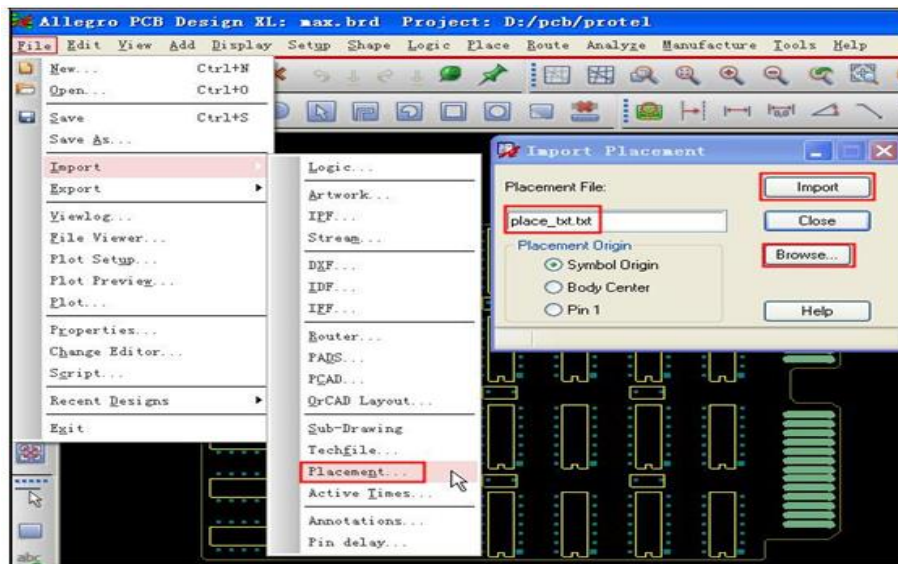 Allegro PCB Design XL: max.brd Project: D:/pcb/protel
File Edit View Add Display Setup Shape Logic Place Route Analyze Manufacture Tools Help
New... Ctrl+N
Open... Ctrl+O
Save Ctrl+S
Save As...
Import
Export
Viewlog...
File Viewer...
Plot Setup...
Plot Preview...
Plot...
Properties...
Change Editor...
Script...
Recent Designs
Exit
Logic...
Artwork...
IPF...
Stream...
DXF...
IDF...
IFF...
Router...
PADS...
PCAD...
OrCAD Layout...
Sub-Drawing
Techfile...
Placement...
Active Times...
Annotations...
Pin delay...
Import Placement
Placement File:
Import
place_txt.txt
Close
Placement Origin
Browse...
Symbol Origin
Body Center
Pin 1
Help
abc